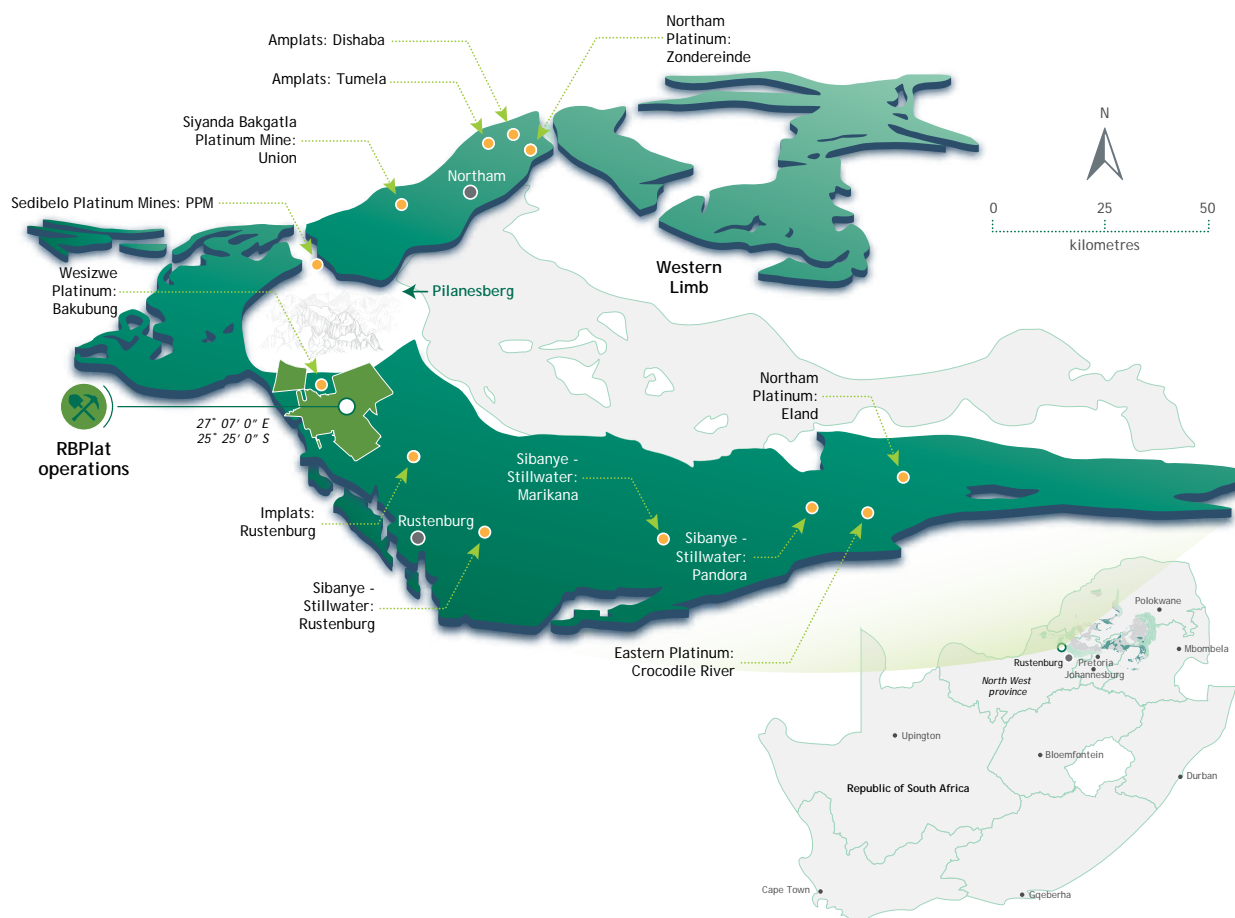 Amplats: Dishaba
Northam
Platinum:
Zondereinde
Amplats: Tumela
Siyanda Bakgatla
Platinum Mine:
Union
Northam
Sedibelo Platinum Mines: PPM
N
0 25 50
kilometres
Wesizwe
Platinum:
Bakubung
Western
Limb
Pilanesberg
Northam
Platinum:
Eland
27° 07' 0" E
25° 25' 0" S
RBPlat
operations
Sibanye -
Stillwater:
Marikana
Implats:
Rustenburg
Rustenburg
Sibanye -
Stillwater:
Pandora
Sibanye -
Stillwater:
Rustenburg
Eastern Platinum:
Crocodile River
Polokwane
Mbombela
Rustenburg
Pretoria
Johannesburg
North West
province
Upington
Bloemfontein
Durban
Republic of South Africa
Cape Town
Gqeberha